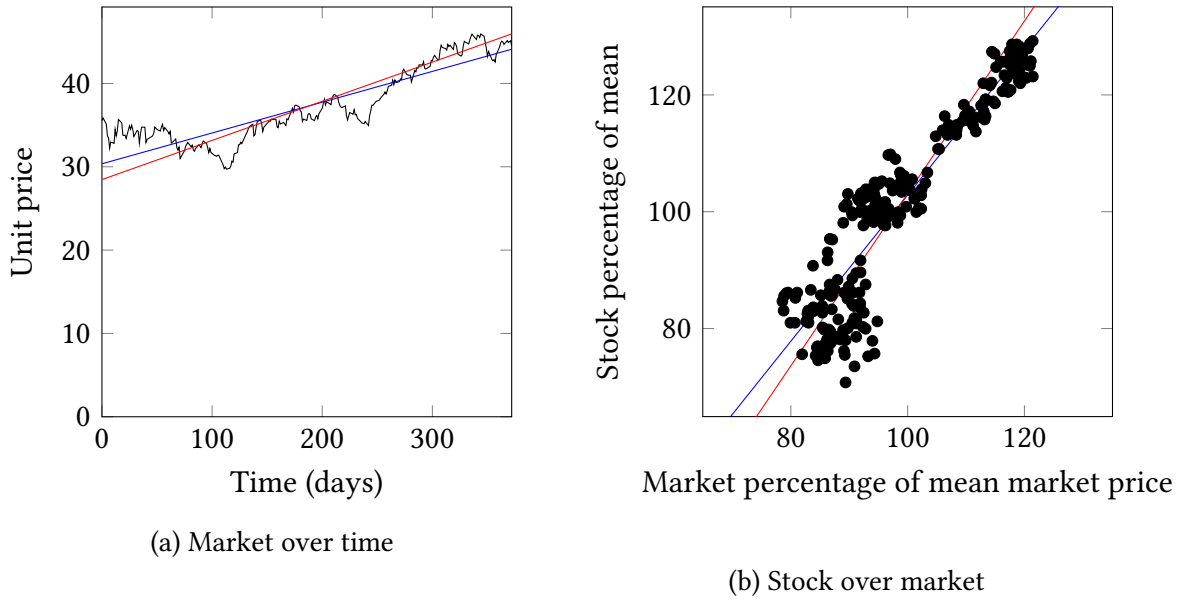 40
30
20
10
0
0
100
200
300
Unit price
Time (days)
(a) Market over time
120
100
80
80
100
120
Stock percentage of mean
Market percentage of mean market price
(b) Stock over market